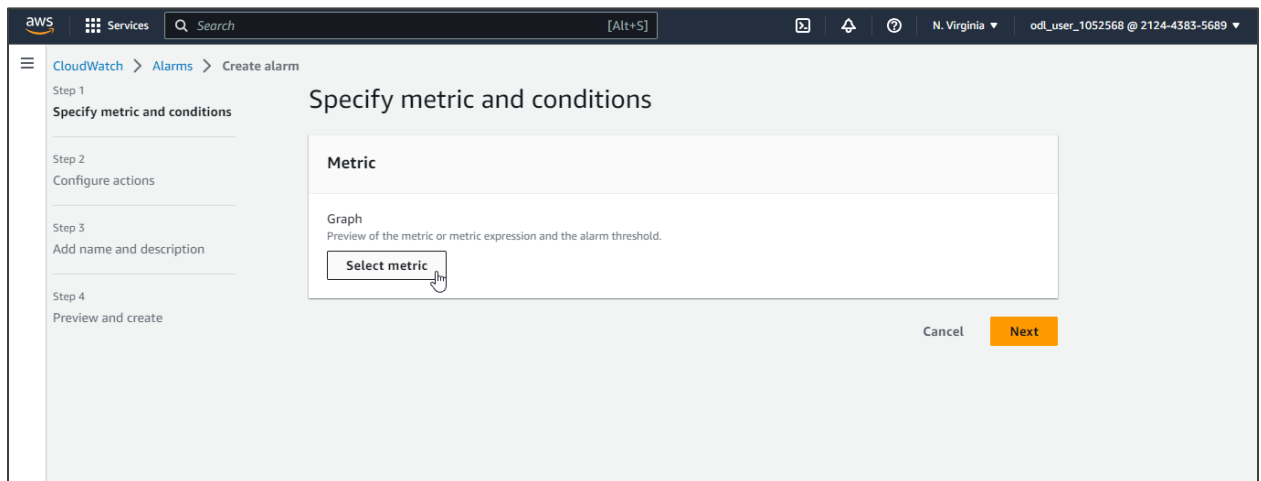 aws
Services
Search
[Alt+S]
N. Virginia
odl_user_1052568 @ 2124-4383-5689
CloudWatch > Alarms > Create alarm
Step 1
Specify metric and conditions
Step 2
Configure actions
Step 3
Add name and description
Step 4
Preview and create
Specify metric and conditions
Metric
Graph
Preview of the metric or metric expression and the alarm threshold.
Select metric
Cancel
Next